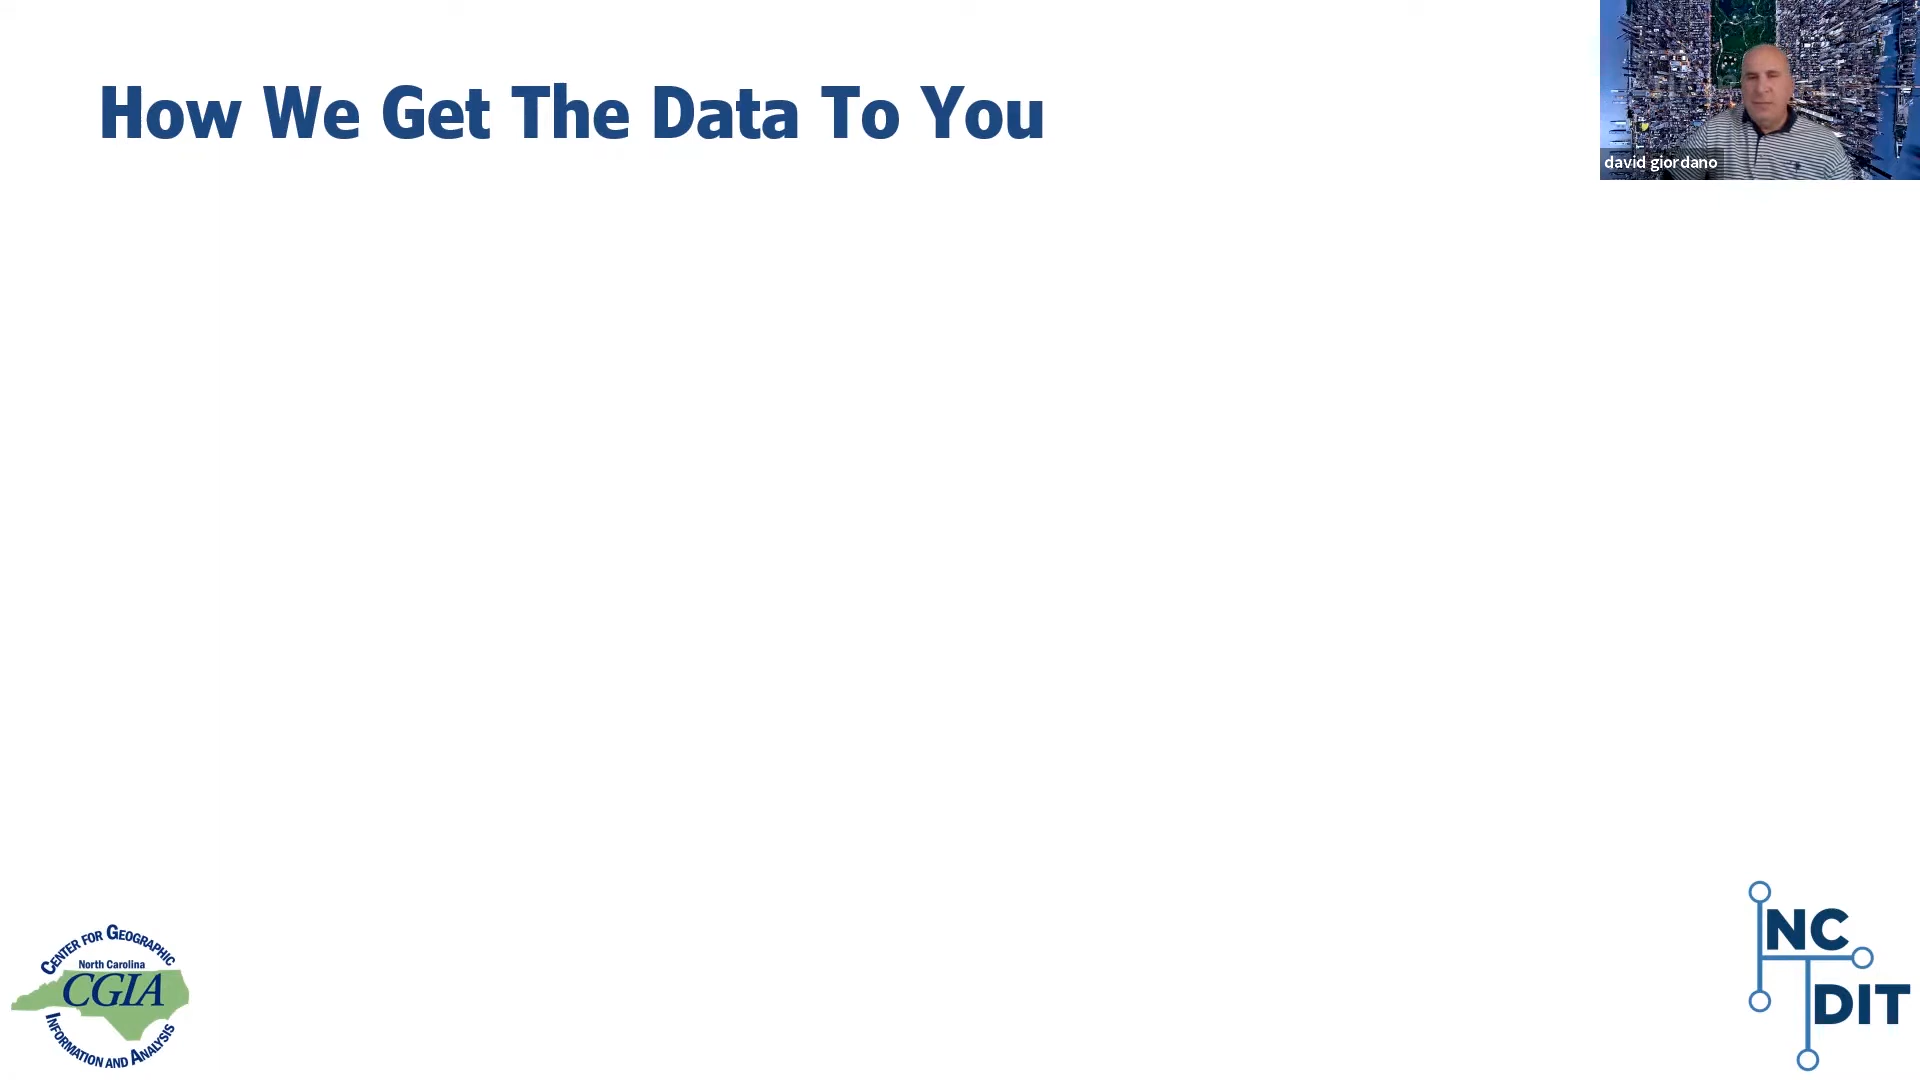 How We Get The Data To You
david giordano
CENTER FOR GEOGRAPHIC
North Carolina
CGIA
INFORMATION AND ANALYSIS
NC
DIT